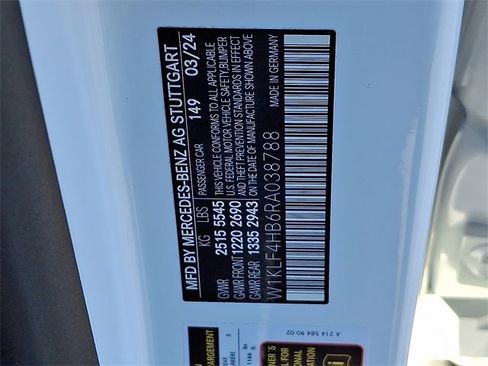 MFD BY MERCEDES-BENZ AG STUTTGART
PASSENGER CAR 149 03/24
KG LBS
GVWR 2515 5545
GAWR FRONT 1220 2690
GAWR REAR 1335 2943
THIS VEHICLE CONFORMS TO ALL APPLICABLE
U.S. FEDERAL MOTOR VEHICLE SAFETY, BUMPER
AND THEFT PREVENTION STANDARDS IN EFFECT
ON THE DATE OF MANUFACTURE SHOWN ABOVE
W1KLF4HB6RA038788
MADE IN GERMANY
A 214 584 90 02
3